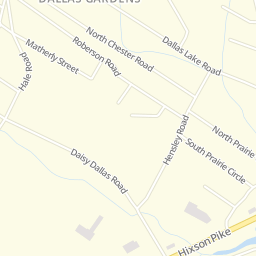 DALLAS GARDENS
North Chester Road
Dallas Lake Road
Matherly Street
Roberson Road
Hale Road
Hensley Road
North Prairie
South Prairie Circle
Daisy Dallas Road
Hixson Pike